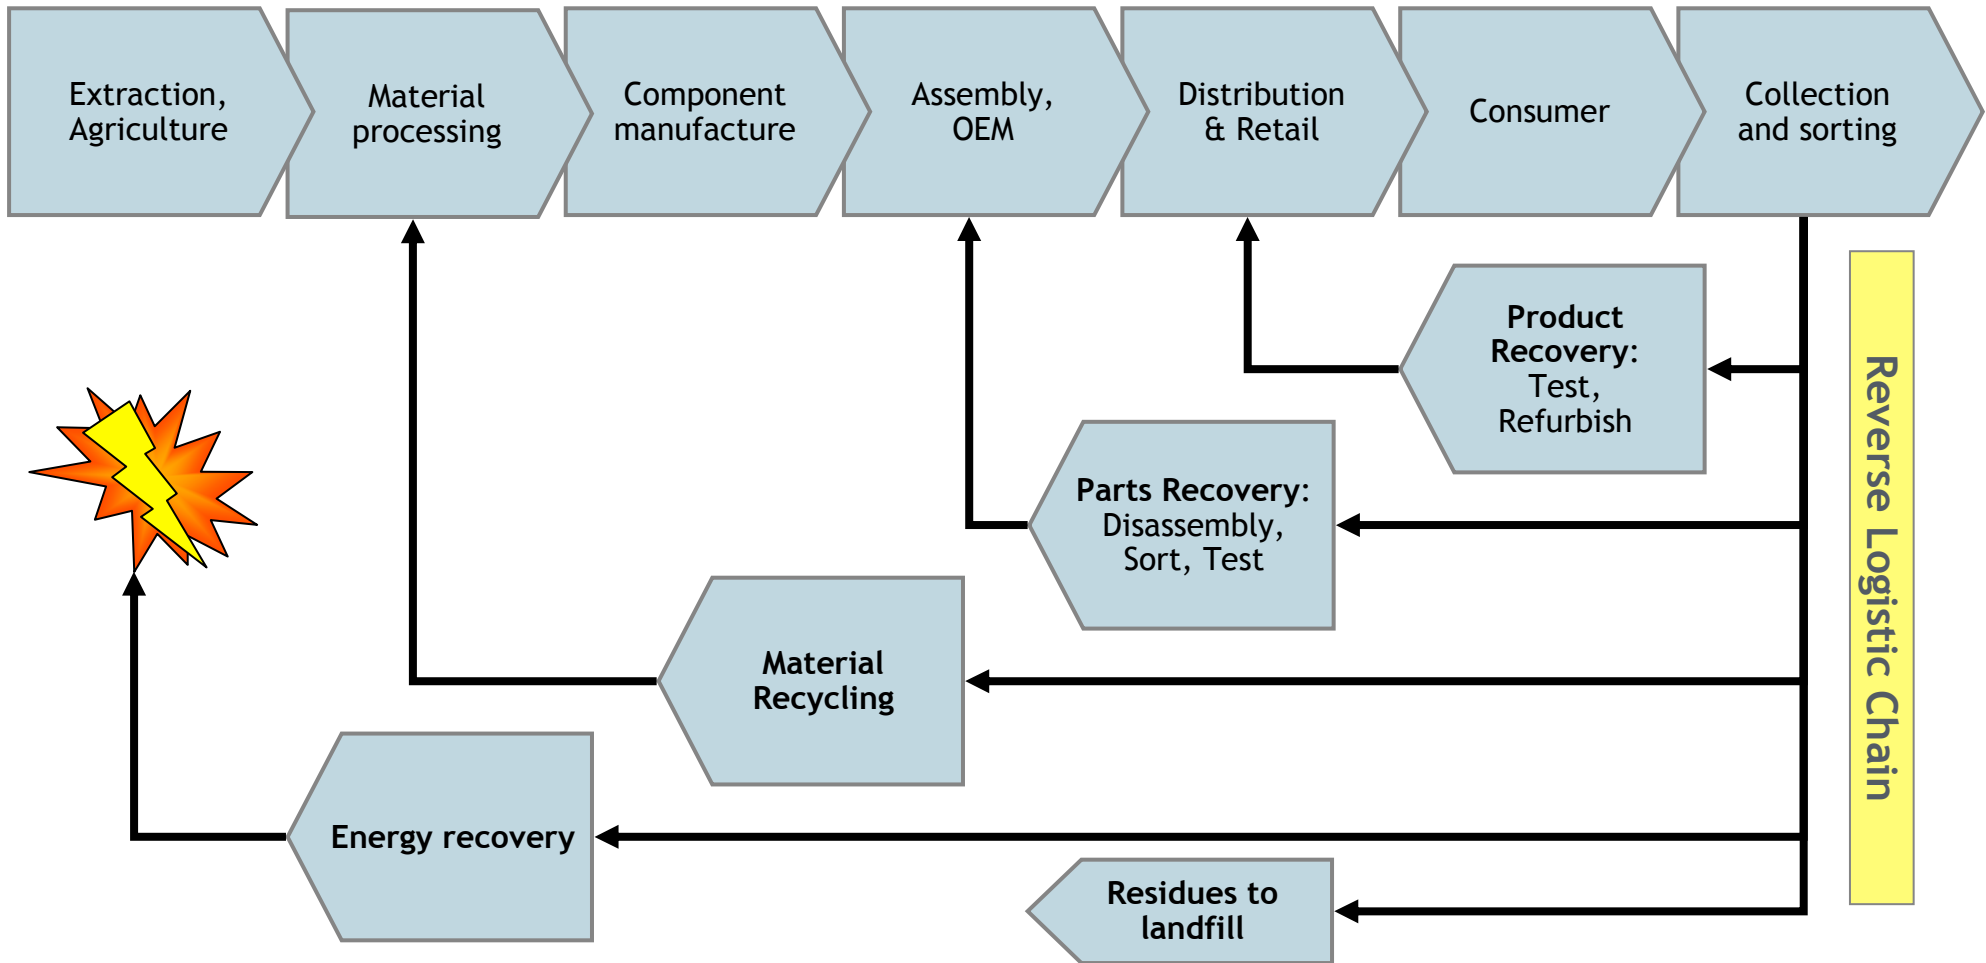 Extraction,
Agriculture
Material
processing
Component
manufacture
Assembly,
OEM
Distribution
& Retail
Consumer
Collection
and sorting
Product
Recovery:
Test,
Refurbish
Parts Recovery:
Disassembly,
Sort, Test
Material
Recycling
Energy recovery
Residues to
landfill
Reverse Logistic Chain